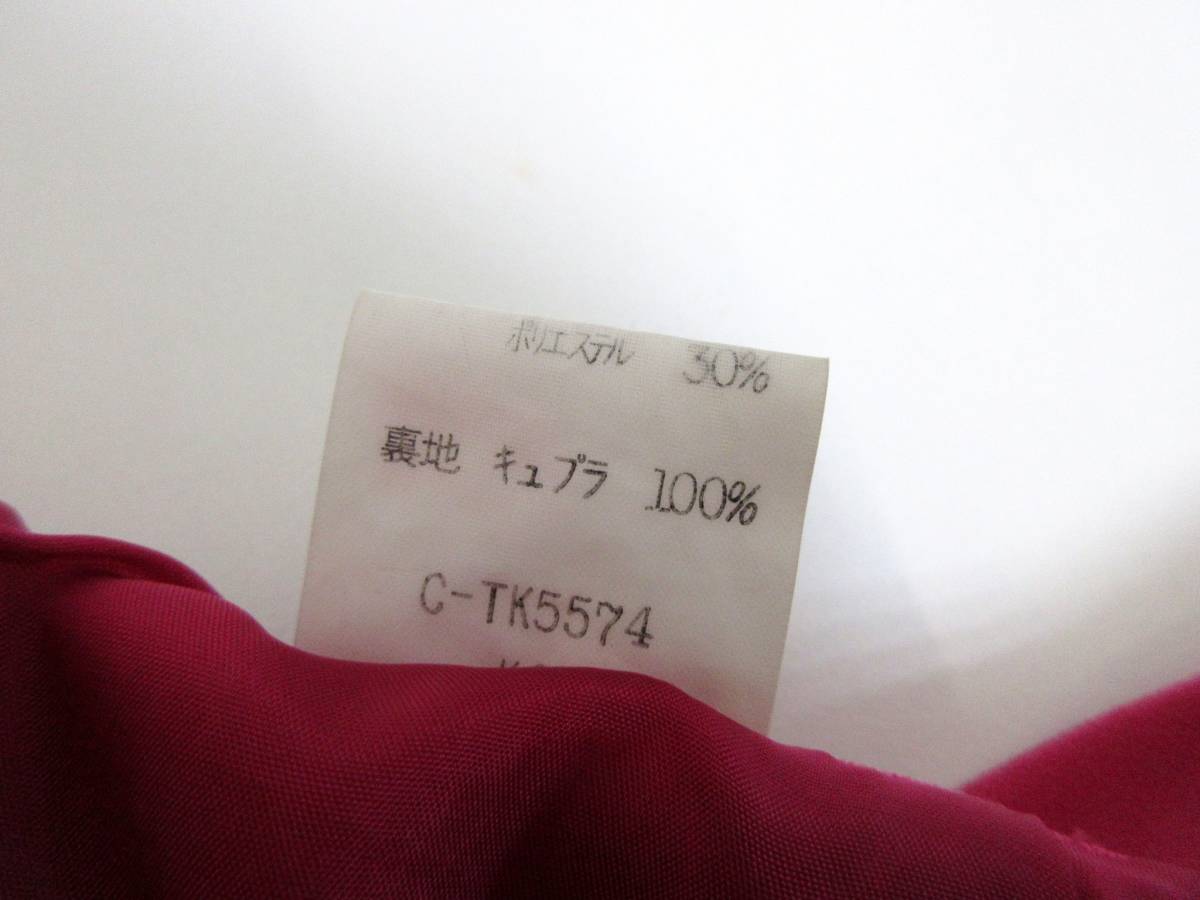 ポリエステル 30%
裏地 キュプラ 100%
C-TK5574